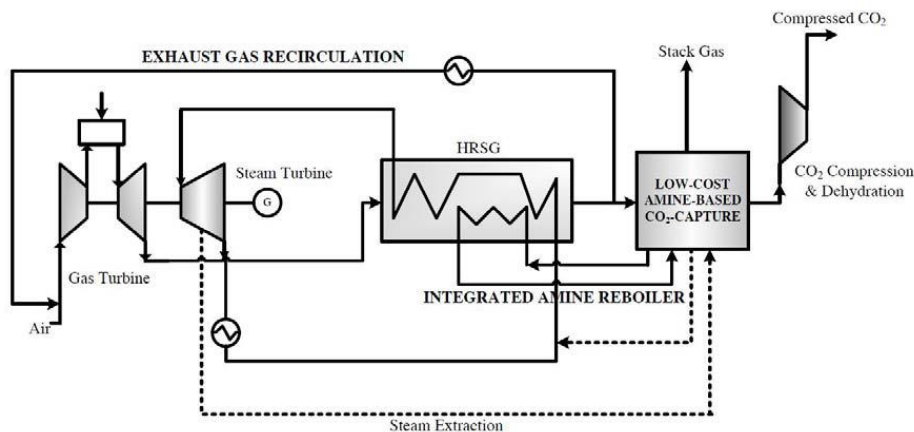 Compressed CO₂
EXHAUST GAS RECIRCULATION
Stack Gas
HRSG
Steam Turbine
G
LOW-COST
AMINE-BASED
CO₂-CAPTURE
CO₂ Compression
& Dehydration
Gas Turbine
INTEGRATED AMINE REBOILER
Air
Steam Extraction